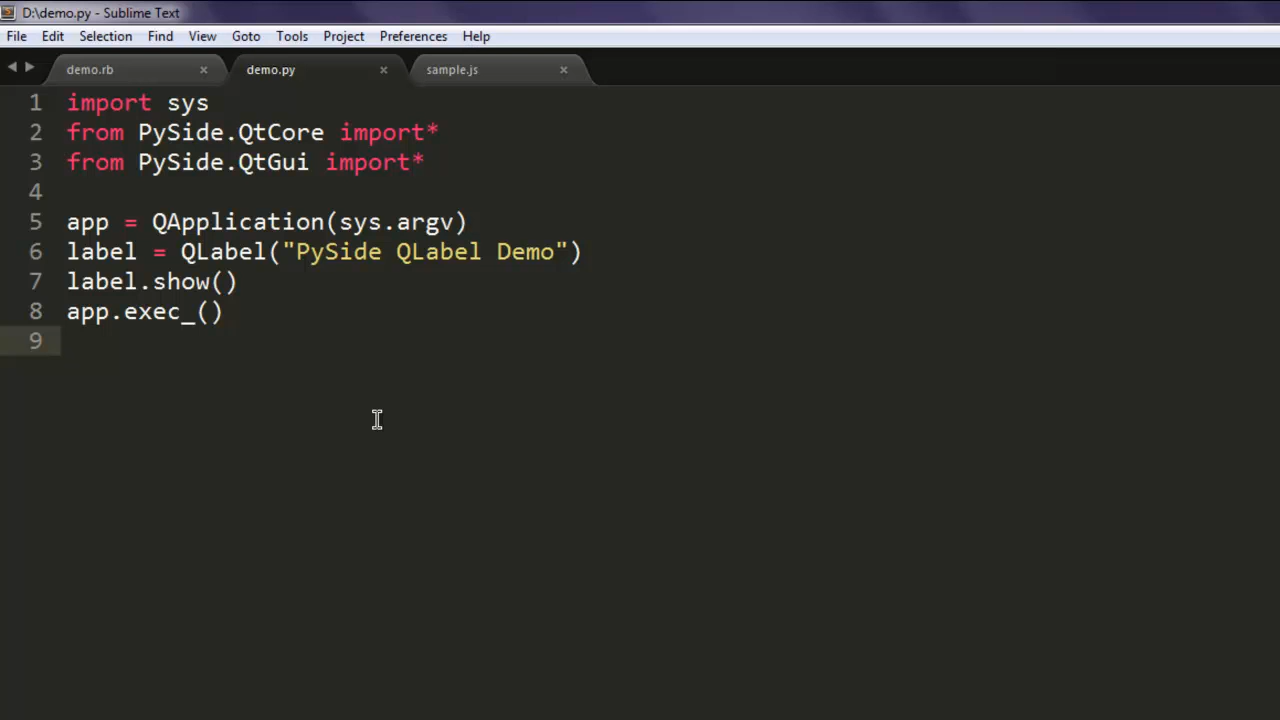 D:\demo.py - Sublime Text
File Edit Selection Find View Goto Tools Project Preferences Help
demo.rb × demo.py × sample.js ×
1 import sys
2 from PySide.QtCore import*
3 from PySide.QtGui import*
4
5 app = QApplication(sys.argv)
6 label = QLabel("PySide QLabel Demo")
7 label.show()
8 app.exec_()
9